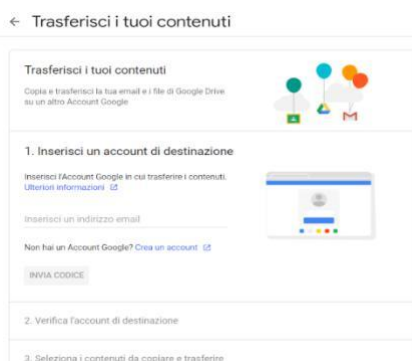 Trasferisci i tuoi contenuti
Trasferisci i tuoi contenuti
Copia e trasferisci la tua email e i file di Google Drive
su un altro Account Google
1. Inserisci un account di destinazione
Inserisci l'Account Google in cui trasferire i contenuti.
Ulteriori informazioni
Inserisci un indirizzo email
Non hai un Account Google? Crea un account
INVIA CODICE
2. Verifica l'account di destinazione
3. Seleziona i contenuti da copiare e trasferire